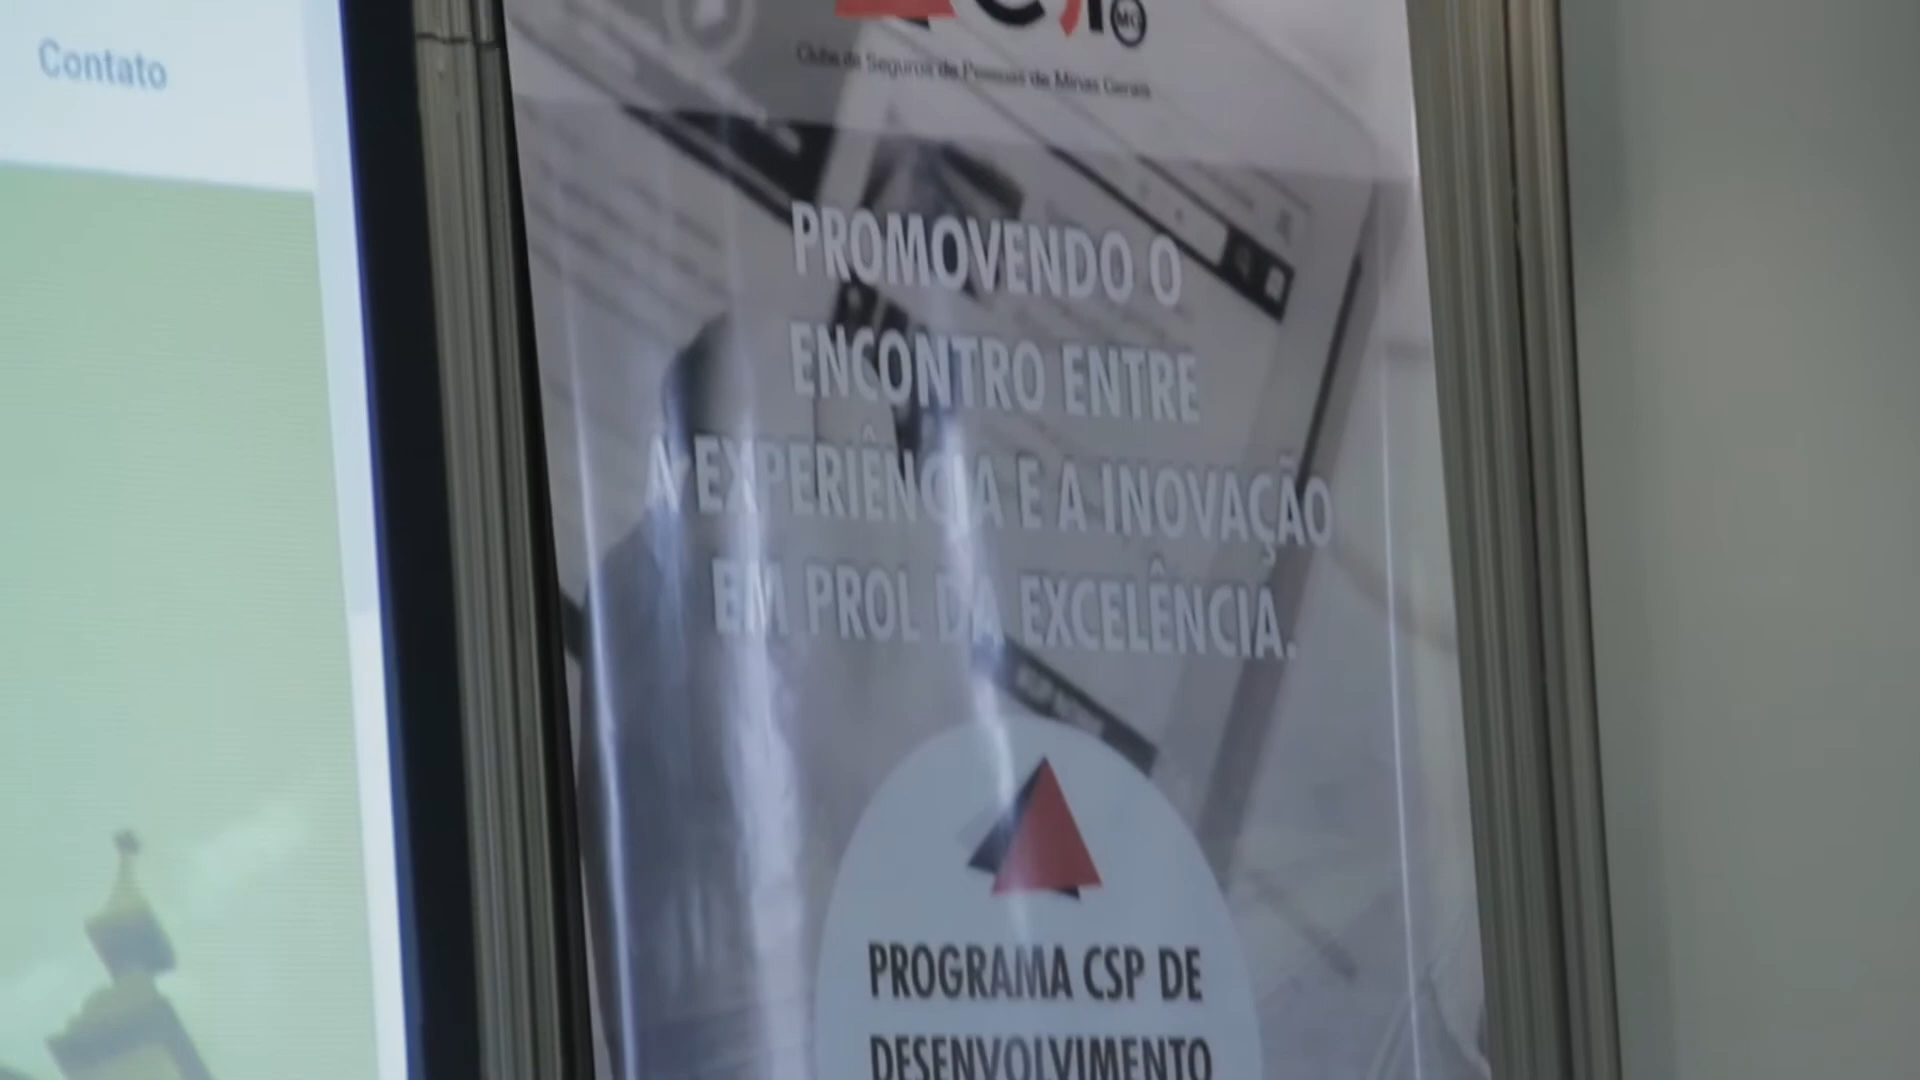 Contato
MG
Clube de Seguros de Pessoas de Minas Gerais
PROMOVENDO O
ENCONTRO ENTRE
A EXPERIÊNCIA E A INOVAÇÃO
EM PROL DA EXCELÊNCIA.
PROGRAMA CSP DE
DESENVOLVIMENTO